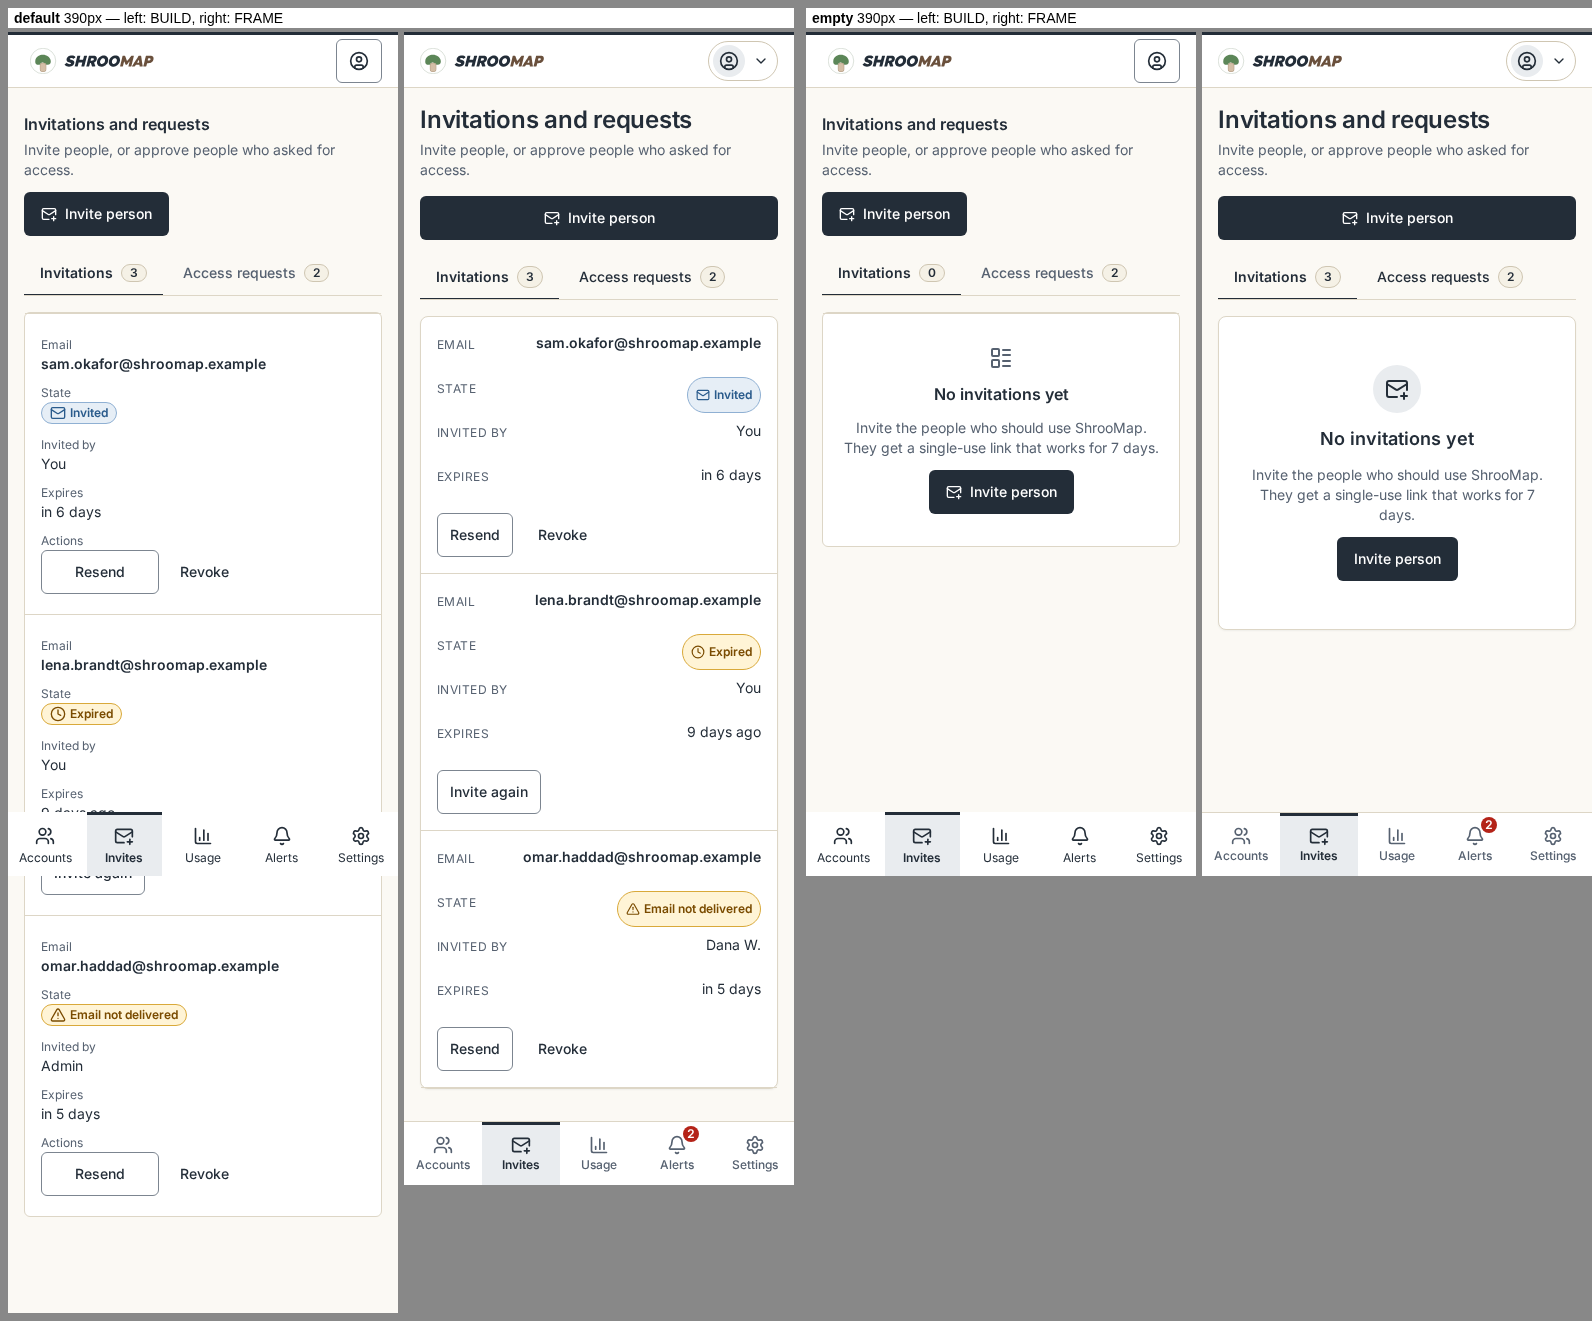 default 390px — left: BUILD, right: FRAME
SHROOMAP
Invitations and requests
Invite people, or approve people who asked for
access.
Invite person
Invitations 3 Access requests 2
Email
sam.okafor@shroomap.example
State
Invited
Invited by
You
Expires
in 6 days
Actions
Resend Revoke
Email
lena.brandt@shroomap.example
State
Expired
Invited by
You
Expires
9 days ago
Accounts Invites Usage Alerts Settings
Invite again
Email
omar.haddad@shroomap.example
State
Email not delivered
Invited by
Admin
Expires
in 5 days
Actions
Resend Revoke
SHROOMAP
Invitations and requests
Invite people, or approve people who asked for
access.
Invite person
Invitations 3 Access requests 2
EMAIL sam.okafor@shroomap.example
STATE Invited
INVITED BY You
EXPIRES in 6 days
Resend Revoke
EMAIL lena.brandt@shroomap.example
STATE Expired
INVITED BY You
EXPIRES 9 days ago
Invite again
EMAIL omar.haddad@shroomap.example
STATE Email not delivered
INVITED BY Dana W.
EXPIRES in 5 days
Resend Revoke
2
Accounts Invites Usage Alerts Settings
empty 390px — left: BUILD, right: FRAME
SHROOMAP
Invitations and requests
Invite people, or approve people who asked for
access.
Invite person
Invitations 0 Access requests 2
No invitations yet
Invite the people who should use ShrooMap.
They get a single-use link that works for 7 days.
Invite person
Accounts Invites Usage Alerts Settings
SHROOMAP
Invitations and requests
Invite people, or approve people who asked for
access.
Invite person
Invitations 3 Access requests 2
No invitations yet
Invite the people who should use ShrooMap.
They get a single-use link that works for 7
days.
Invite person
2
Accounts Invites Usage Alerts Settings